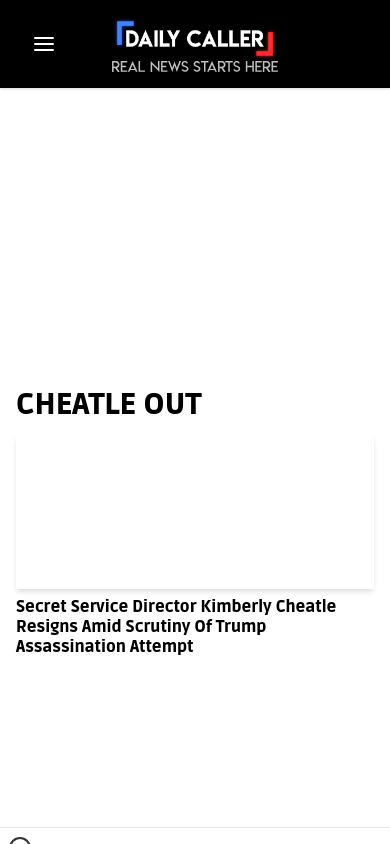 DAILY CALLER
REAL NEWS STARTS HERE
CHEATLE OUT
Secret Service Director Kimberly Cheatle
Resigns Amid Scrutiny Of Trump
Assassination Attempt